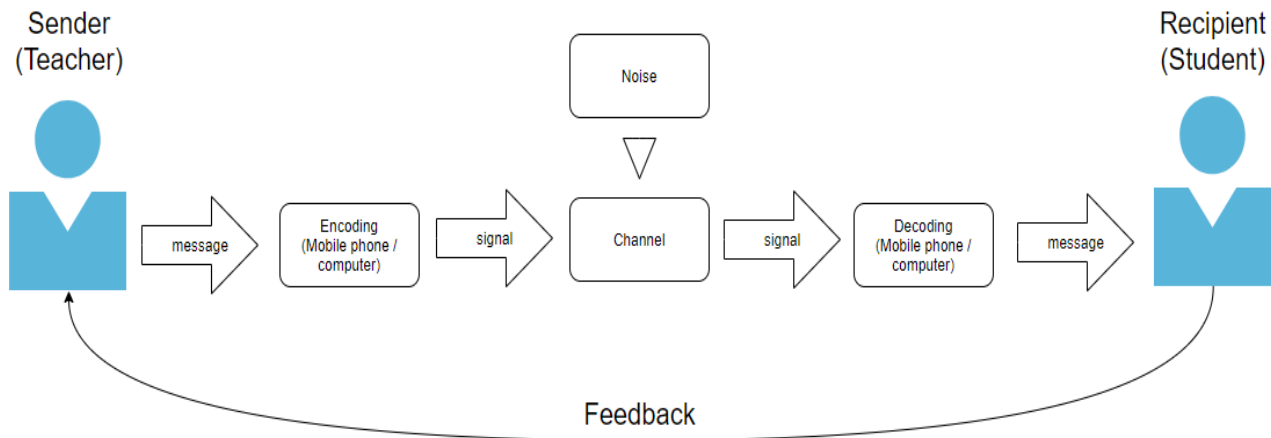 Sender
(Teacher)
Recipient
(Student)
Noise
message
Encoding
(Mobile phone /
computer)
signal
Channel
signal
Decoding
(Mobile phone /
computer)
message
Feedback